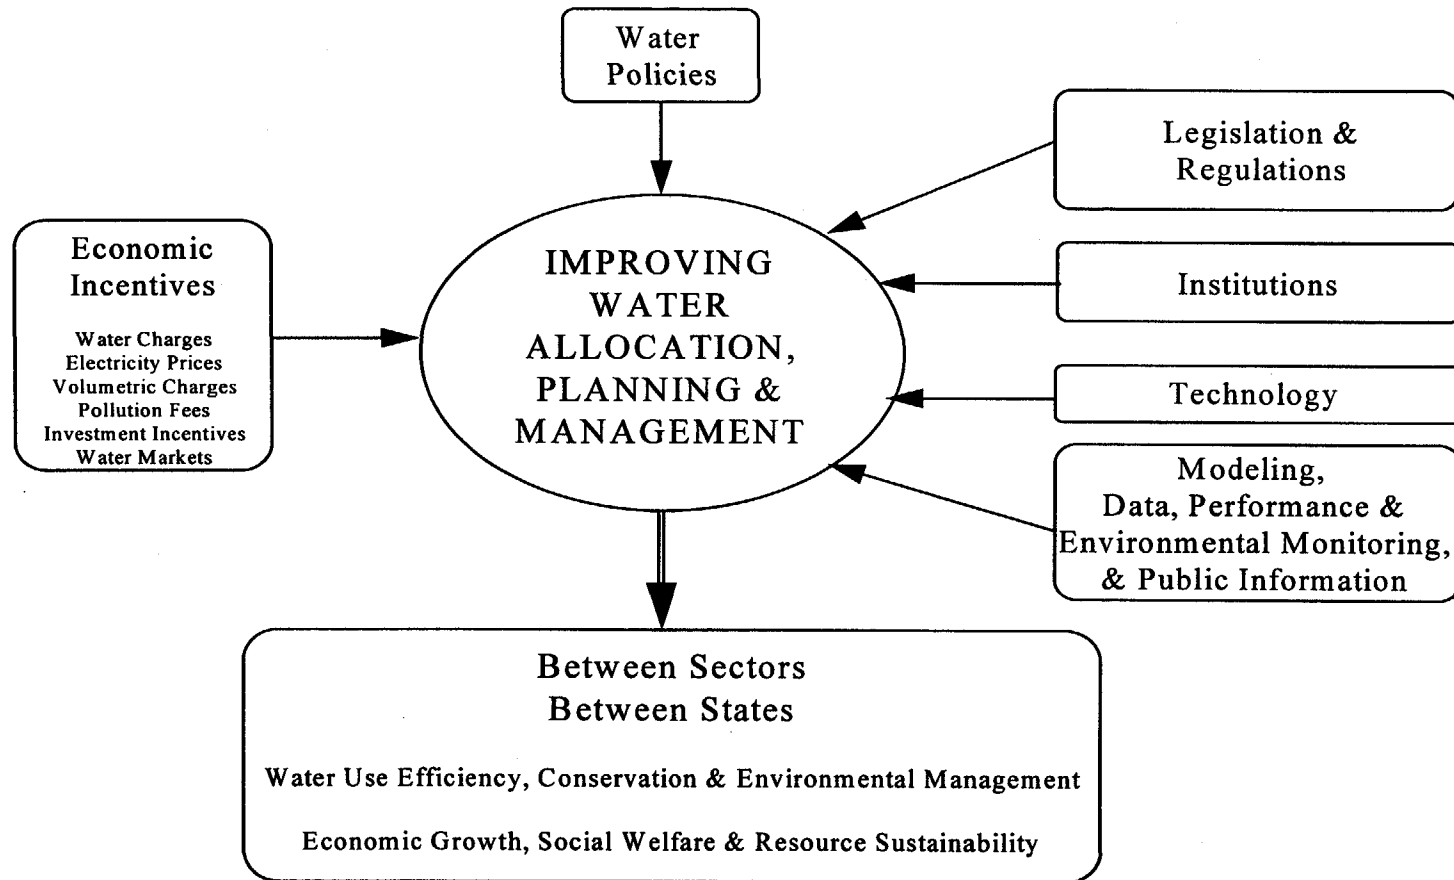 Water
Policies
Legislation &
Regulations
Economic
Incentives
Water Charges
Electricity Prices
Volumetric Charges
Pollution Fees
Investment Incentives
Water Markets
IMPROVING
WATER
ALLOCATION,
PLANNING &
MANAGEMENT
Institutions
Technology
Modeling,
Data, Performance &
Environmental Monitoring,
& Public Information
Between Sectors
Between States
Water Use Efficiency, Conservation & Environmental Management
Economic Growth, Social Welfare & Resource Sustainability